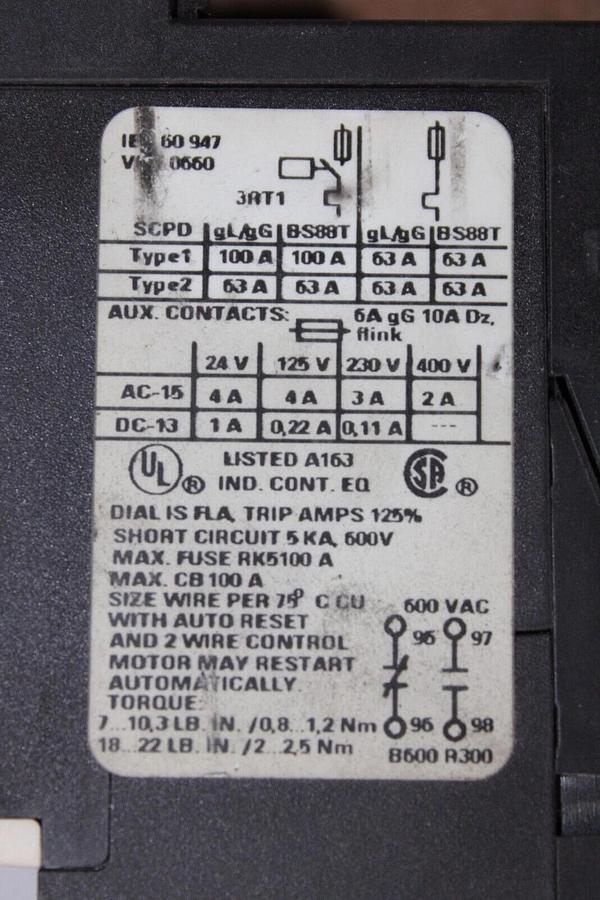 60 947
0660
3RT1
SCPD gL/gG BS88T gL/gG BS88T
Type1 100 A 100 A 63 A 63 A
Type2 63 A 63 A 63 A 63 A
AUX. CONTACTS: 6A gG 10A Dz,
flink
24 V 125 V 230 V 400 V
AC-15 4 A 4 A 3 A 2 A
DC-13 1 A 0,22 A 0,11 A ---
UL ® LISTED A163 SA ®
IND. CONT. EQ
DIAL IS FLA, TRIP AMPS 125%
SHORT CIRCUIT 5 KA, 600V
MAX. FUSE RK5100 A
MAX. CB 100 A
SIZE WIRE PER 75° C CU 600 VAC
WITH AUTO RESET
AND 2 WIRE CONTROL 95 97
MOTOR MAY RESTART
AUTOMATICALLY.
TORQUE:
7...10,3 LB. IN. /0,8...1,2 Nm 96 98
18...22 LB. IN. /2...2,5 Nm B600 R300